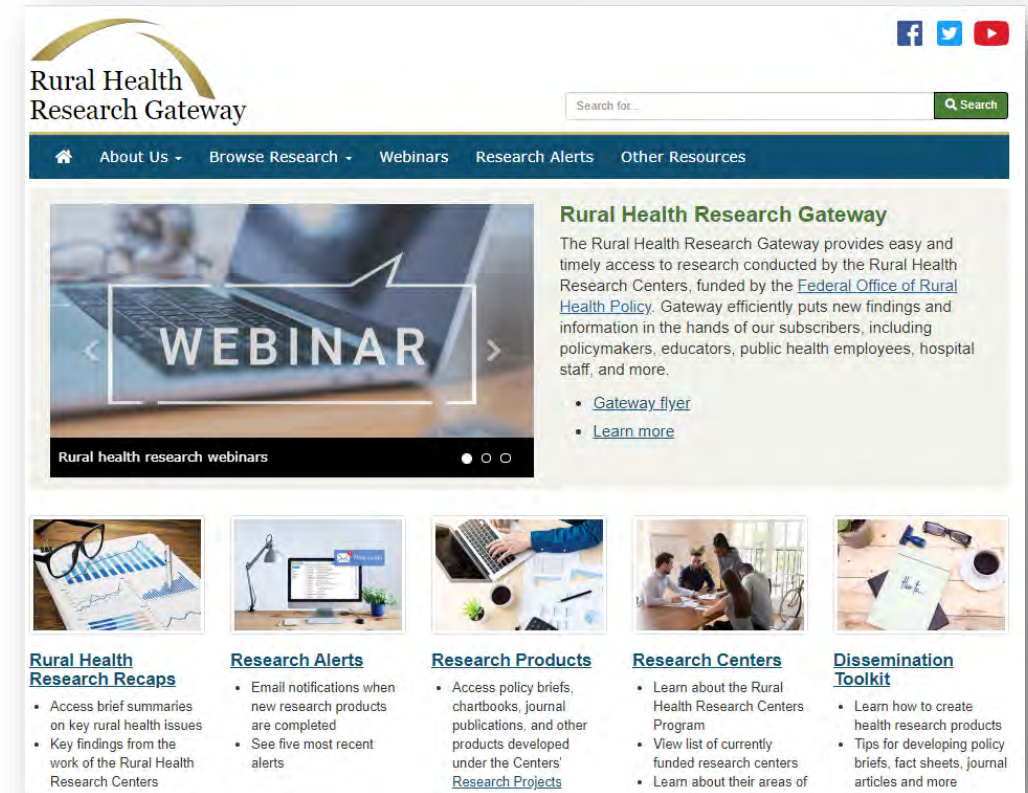 Rural Health
Research Gateway
Search for...
Search
About Us
Browse Research
Webinars
Research Alerts
Other Resources
WEBINAR
Rural health research webinars
Rural Health Research Gateway
The Rural Health Research Gateway provides easy and
timely access to research conducted by the Rural Health
Research Centers, funded by the Federal Office of Rural
Health Policy. Gateway efficiently puts new findings and
information in the hands of our subscribers, including
policymakers, educators, public health employees, hospital
staff, and more.
• Gateway flyer
• Learn more
Rural Health
Research Recaps
• Access brief summaries
on key rural health issues
• Key findings from the
work of the Rural Health
Research Centers
Research Alerts
• Email notifications when
new research products
are completed
• See five most recent
alerts
Research Products
• Access policy briefs,
chartbooks, journal
publications, and other
products developed
under the Centers'
Research Projects
Research Centers
• Learn about the Rural
Health Research Centers
Program
• View list of currently
funded research centers
• Learn about their areas of
Dissemination
Toolkit
• Learn how to create
health research products
• Tips for developing policy
briefs, fact sheets, journal
articles and more